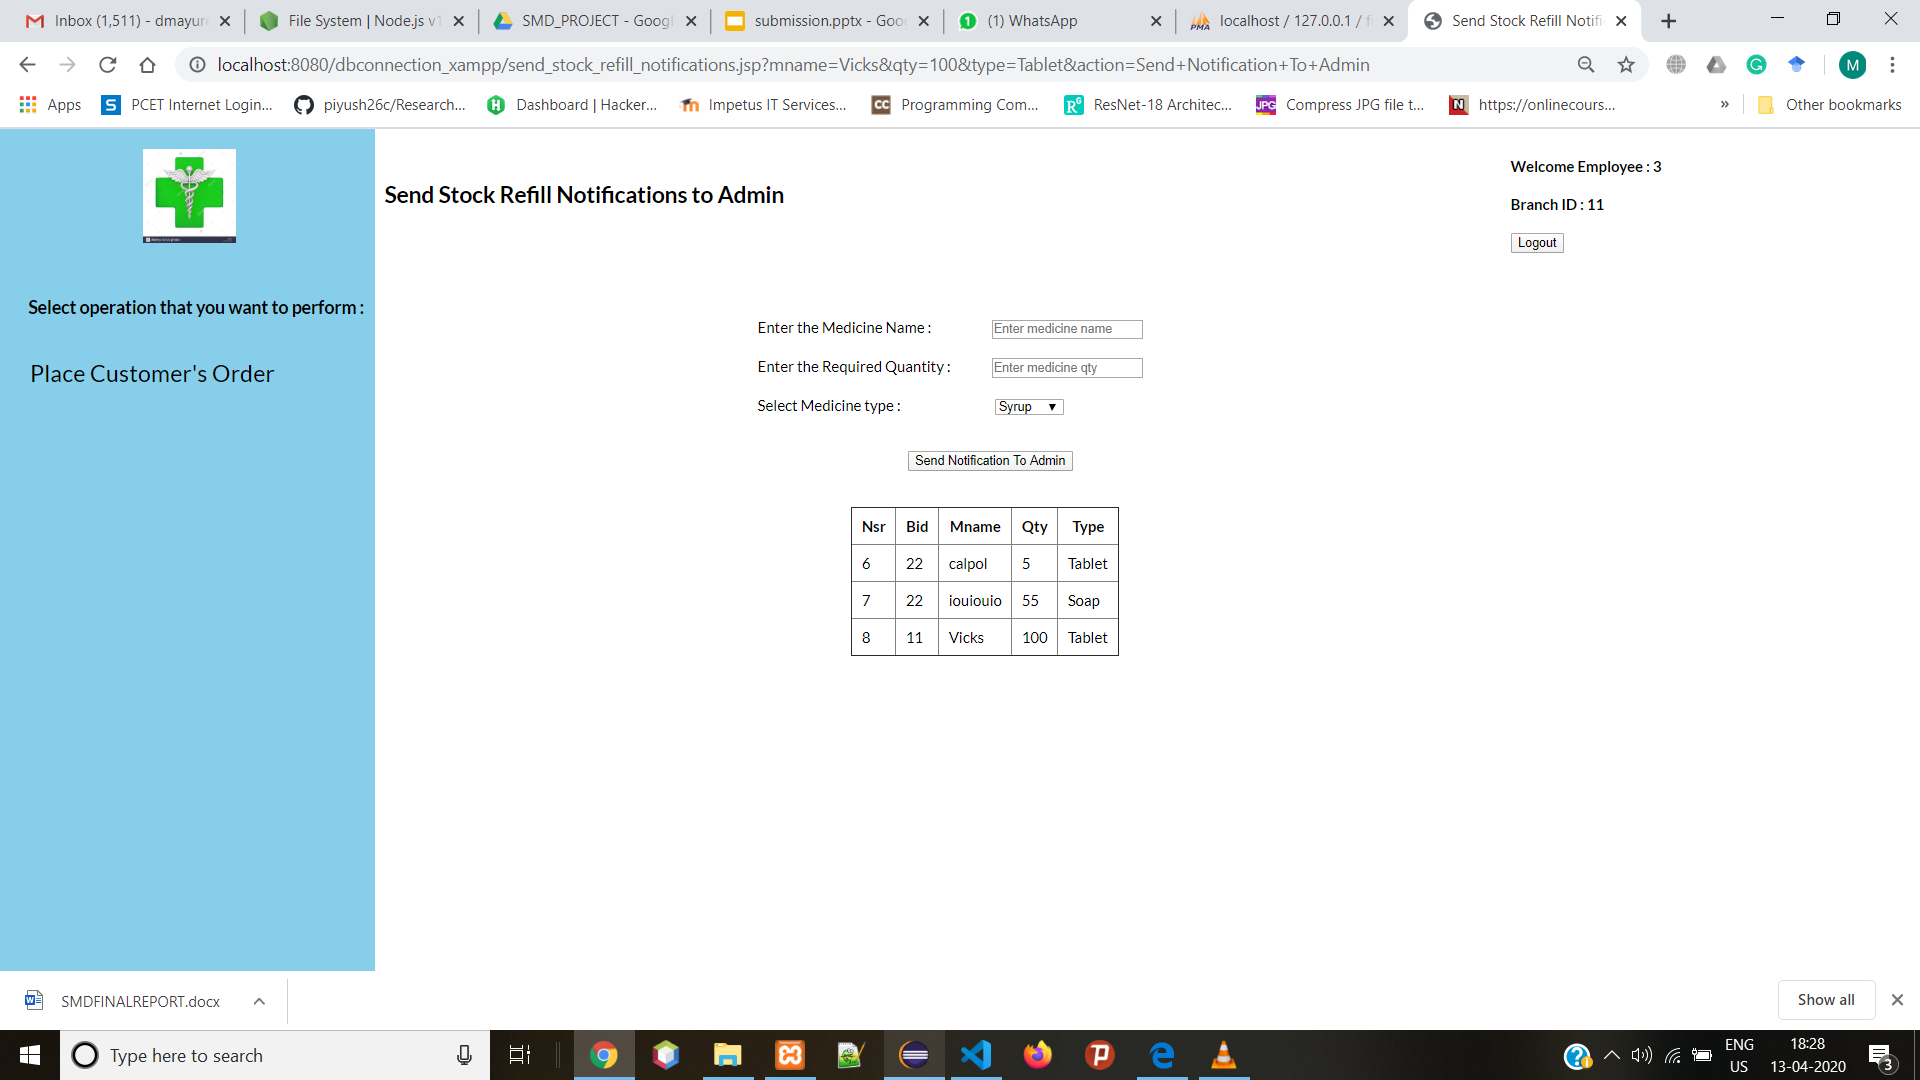 Inbox (1,511) - dmayur
File System | Node.js v1
SMD_PROJECT - Googl
submission.pptx - Goog
(1) WhatsApp
PMA
localhost / 127.0.0.1 / f
Send Stock Refill Notifi
localhost:8080/dbconnection_xampp/send_stock_refill_notifications.jsp?mname=Vicks&qty=100&type=Tablet&action=Send+Notification+To+Admin
M
Apps
PCET Internet Login...
piyush26c/Research...
Dashboard | Hacker...
Impetus IT Services...
Programming Com...
ResNet-18 Architec...
Compress JPG file t...
https://onlinecours...
»
Other bookmarks
Welcome Employee : 3
Send Stock Refill Notifications to Admin
Branch ID : 11
Logout
Select operation that you want to perform :
Place Customer's Order
Enter the Medicine Name :
Enter medicine name
Enter the Required Quantity :
Enter medicine qty
Select Medicine type :
Syrup
Send Notification To Admin
Nsr Bid Mname Qty Type
6 22 calpol 5 Tablet
7 22 iouiouio 55 Soap
8 11 Vicks 100 Tablet
SMDFINALREPORT.docx
Show all
Type here to search
ENG
US
18:28
13-04-2020
3